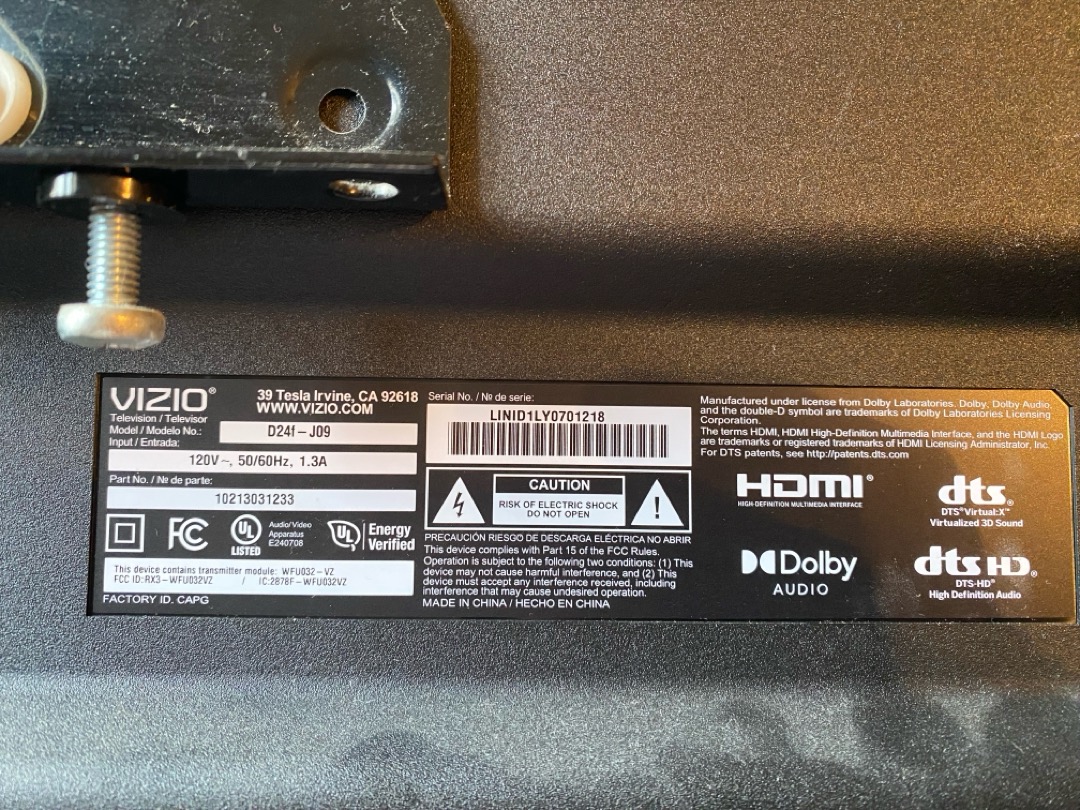 VIZIO®
39 Tesla Irvine, CA 92618
WWW.VIZIO.COM
Television / Televisor
Model / Modelo No.: D24f-J09
Input / Entrada:
120V~, 50/60Hz, 1.3A
Part No. / № de parte:
10213031233
FC
UL
LISTED
Audio/Video
Apparatus
E240708
UL
Energy
Verified
This device contains transmitter module: WFU032-VZ
FCC ID:RX3-WFU032VZ / IC:2878F-WFU032VZ
FACTORY ID. CAPG
Serial No. / № de serie:
LINID1LY0701218
CAUTION
RISK OF ELECTRIC SHOCK
DO NOT OPEN
PRECAUCIÓN RIESGO DE DESCARGA ELÉCTRICA NO ABRIR
This device complies with Part 15 of the FCC Rules.
Operation is subject to the following two conditions: (1) This
device may not cause harmful interference, and (2) This
device must accept any interference received, including
interference that may cause undesired operation.
MADE IN CHINA / HECHO EN CHINA
Manufactured under license from Dolby Laboratories. Dolby, Dolby Audio,
and the double-D symbol are trademarks of Dolby Laboratories Licensing
Corporation.
The terms HDMI, HDMI High-Definition Multimedia Interface, and the HDMI Logo
are trademarks or registered trademarks of HDMI Licensing Administrator, Inc.
For DTS patents, see http://patents.dts.com
HDMI®
HIGH-DEFINITION MULTIMEDIA INTERFACE
dts®
DTS®Virtual:X™
Virtualized 3D Sound
Dolby
AUDIO
dts HD®
DTS-HD®
High Definition Audio